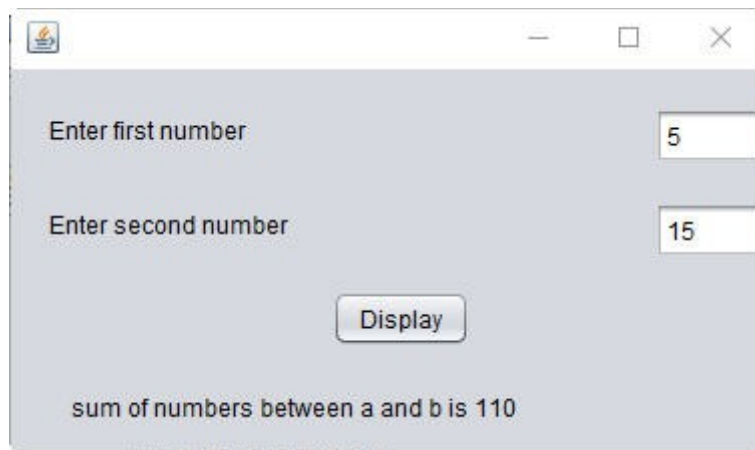 Enter first number 5
Enter second number 15
Display
sum of numbers between a and b is 110